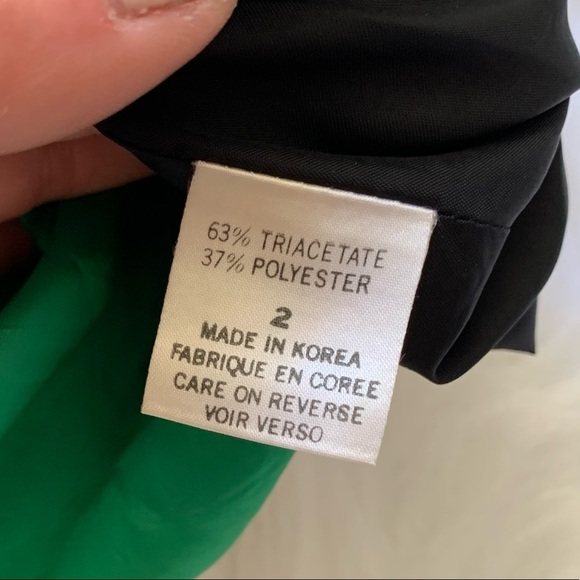 63% TRIACETATE
37% POLYESTER
2
MADE IN KOREA
FABRIQUE EN COREE
CARE ON REVERSE
VOIR VERSO